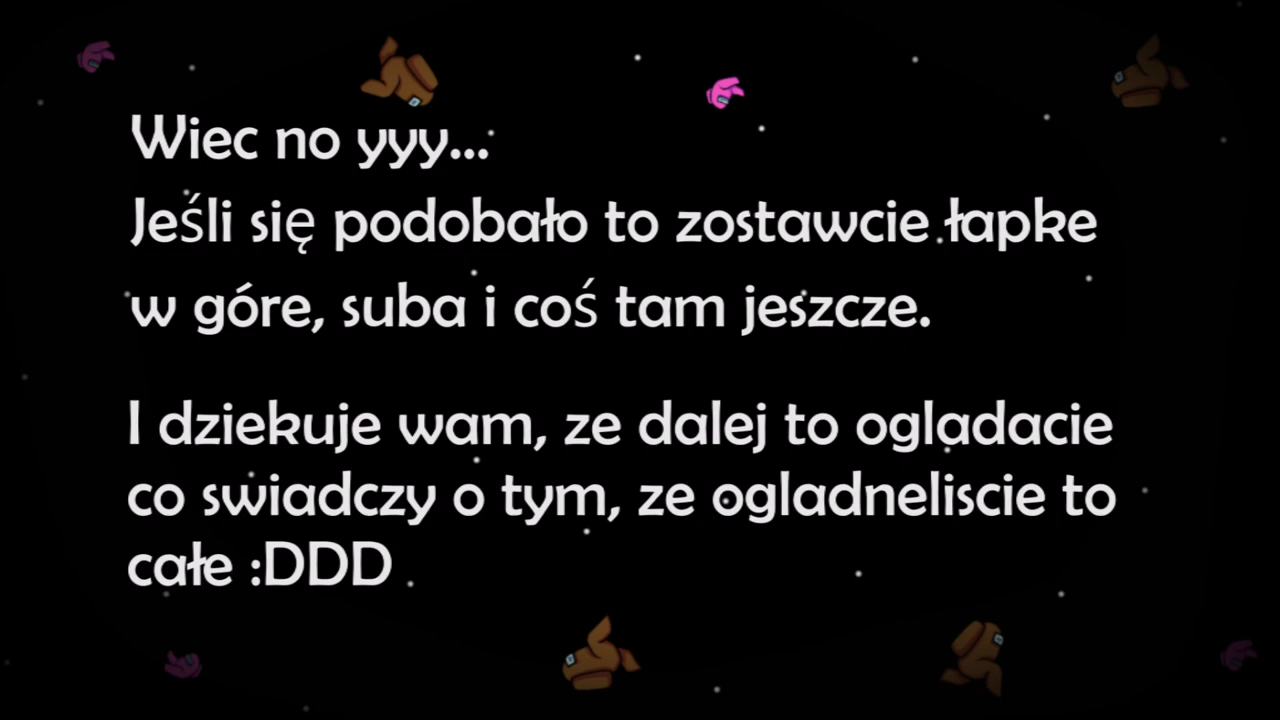 Wiec no yyy...
Jeśli się podobało to zostawcie łapke
w góre, suba i coś tam jeszcze.
I dziekuje wam, ze dalej to ogladacie
co swiadczy o tym, ze ogladneliscie to
całe :DDD